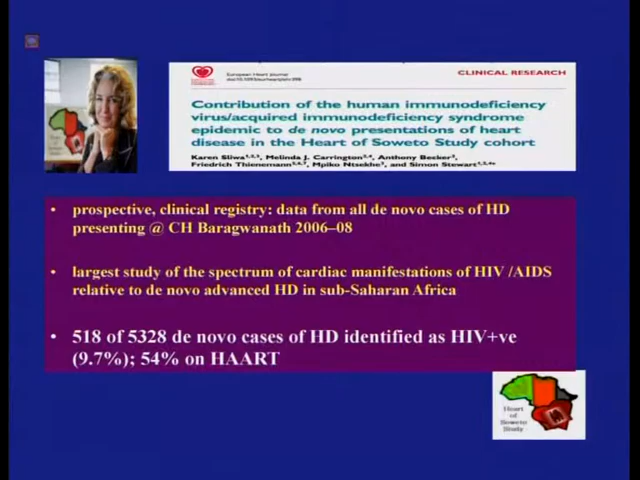 European Heart Journal
CLINICAL RESEARCH
Contribution of the human immunodeficiency
virus/acquired immunodeficiency syndrome
epidemic to de novo presentations of heart
disease in the Heart of Soweto Study cohort
Karen Sliwa, Melinda J. Carrington, Anthony Becker,
Friedrich Thienemann, Mpiko Ntsekhe, and Simon Stewart
• prospective, clinical registry: data from all de novo cases of HD
presenting @ CH Baragwanath 2006–08
• largest study of the spectrum of cardiac manifestations of HIV /AIDS
relative to de novo advanced HD in sub-Saharan Africa
• 518 of 5328 de novo cases of HD identified as HIV+ve
(9.7%); 54% on HAART
Heart
of
Soweto
Study